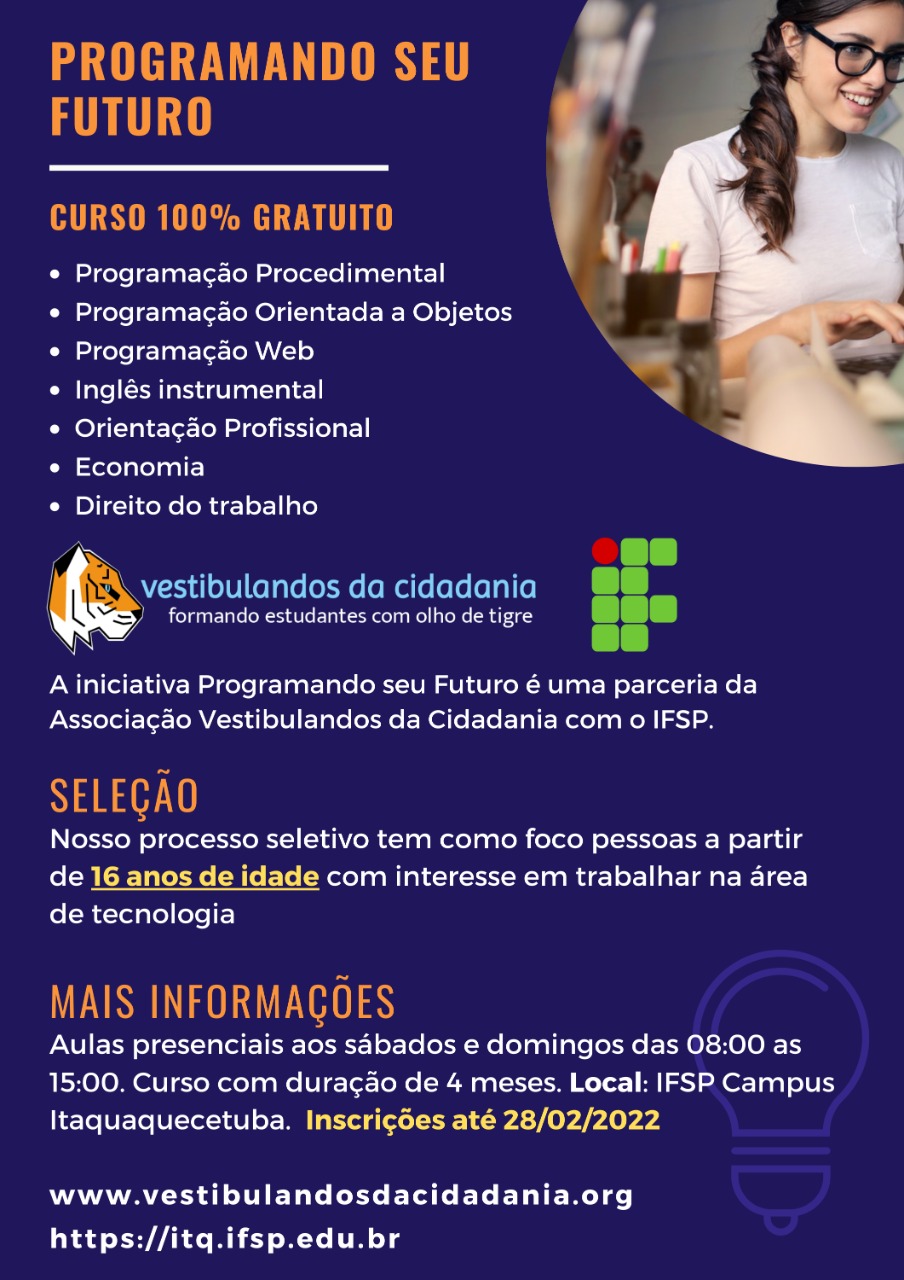 PROGRAMANDO SEU
FUTURO
CURSO 100% GRATUITO
• Programação Procedimental
• Programação Orientada a Objetos
• Programação Web
• Inglês instrumental
• Orientação Profissional
• Economia
• Direito do trabalho
vestibulandos da cidadania
formando estudantes com olho de tigre
A iniciativa Programando seu Futuro é uma parceria da
Associação Vestibulandos da Cidadania com o IFSP.
SELEÇÃO
Nosso processo seletivo tem como foco pessoas a partir
de 16 anos de idade com interesse em trabalhar na área
de tecnologia
MAIS INFORMAÇÕES
Aulas presenciais aos sábados e domingos das 08:00 as
15:00. Curso com duração de 4 meses. Local: IFSP Campus
Itaquaquecetuba. Inscrições até 28/02/2022
www.vestibulandosdacidadania.org
https://itq.ifsp.edu.br